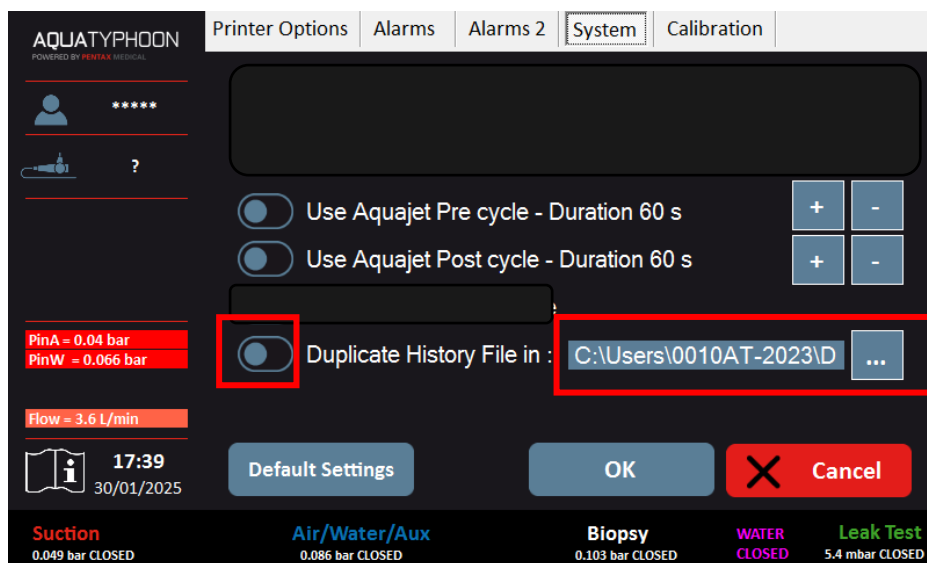 AQUATYPHOON
POWERED BY PENTAX MEDICAL
Printer Options Alarms Alarms 2 System Calibration
*****
?
Use Aquajet Pre cycle - Duration 60 s + -
Use Aquajet Post cycle - Duration 60 s + -
PinA = 0.04 bar
PinW = 0.066 bar
Duplicate History File in : C:\Users\0010AT-2023\D ...
Flow = 3.6 L/min
17:39
30/01/2025
Default Settings OK Cancel
Suction Air/Water/Aux Biopsy WATER Leak Test
0.049 bar CLOSED 0.086 bar CLOSED 0.103 bar CLOSED CLOSED 5.4 mbar CLOSED